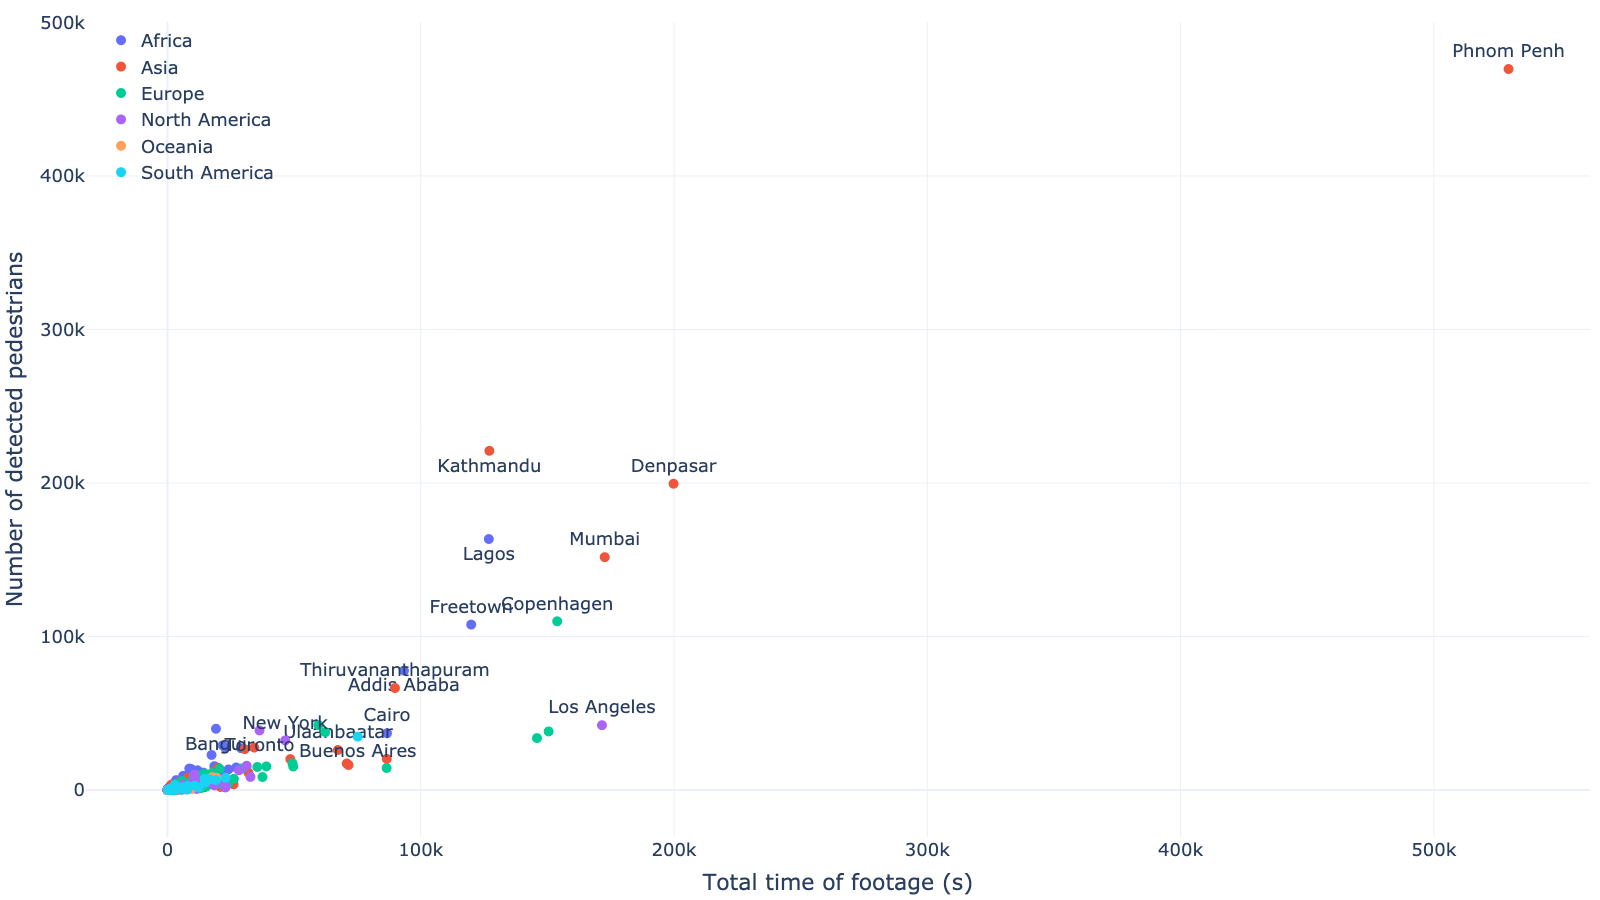 500k
400k
300k
200k
100k
0
Number of detected pedestrians
Africa
Asia
Europe
North America
Oceania
South America
Phnom Penh
Kathmandu
Denpasar
Lagos
Mumbai
Freetown
Copenhagen
Thiruvananthapuram
Addis Ababa
Los Angeles
Cairo
New York
Ulaanbaatar
Bangui
Toronto
Buenos Aires
0
100k
200k
300k
400k
500k
Total time of footage (s)